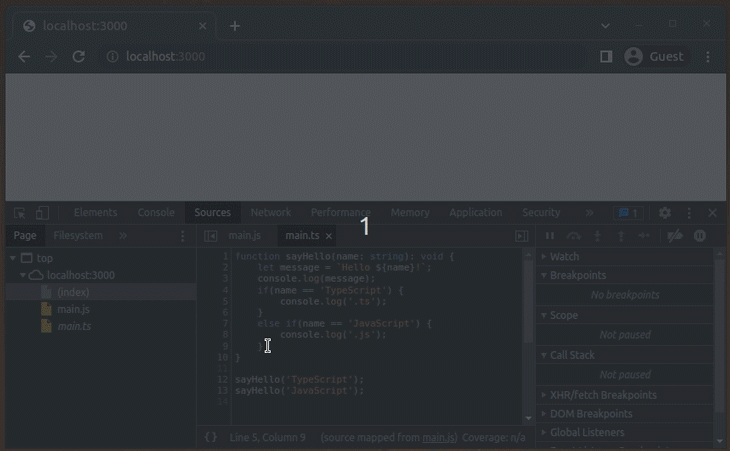 localhost:3000
localhost:3000 Guest
Elements Console Sources Network Performance Memory Application Security » 1
1
Page Filesystem » main.js main.ts ×
top
localhost:3000
(index)
main.js
main.ts
1 function sayHello(name: string): void {
2 let message = `Hello ${name}!`;
3 console.log(message);
4 if(name == 'TypeScript') {
5 console.log('.ts');
6 }
7 else if(name == 'JavaScript') {
8 console.log('.js');
9 }
10 }
11
12 sayHello('TypeScript');
13 sayHello('JavaScript');
14
{} Line 5, Column 9 (source mapped from main.js) Coverage: n/a
Watch
Breakpoints
No breakpoints
Scope
Not paused
Call Stack
Not paused
XHR/fetch Breakpoints
DOM Breakpoints
Global Listeners